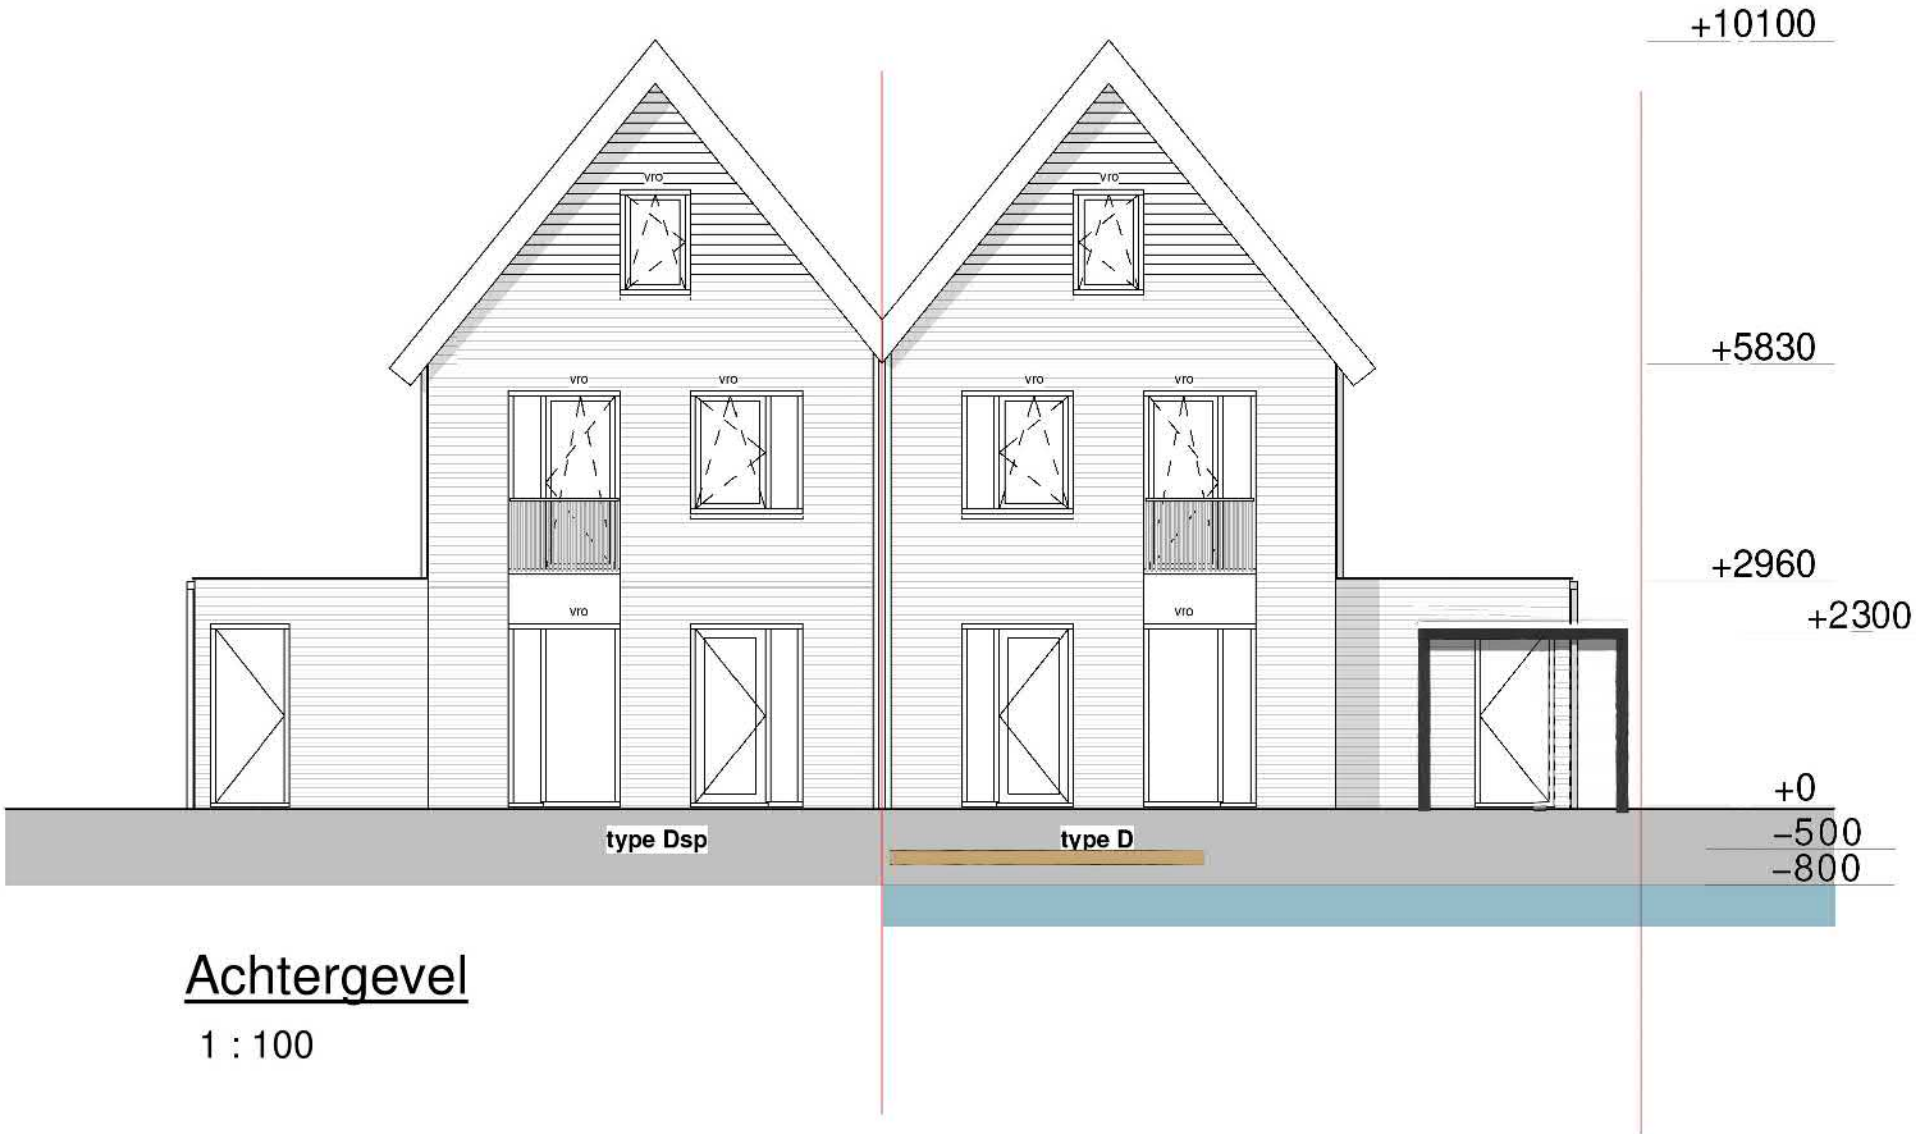 +10100
vro
vro
+5830
vro
vro
vro
vro
+2960
vro
vro
+2300
+0
type Dsp
type D
-500
-800
Achtergevel
1 : 100